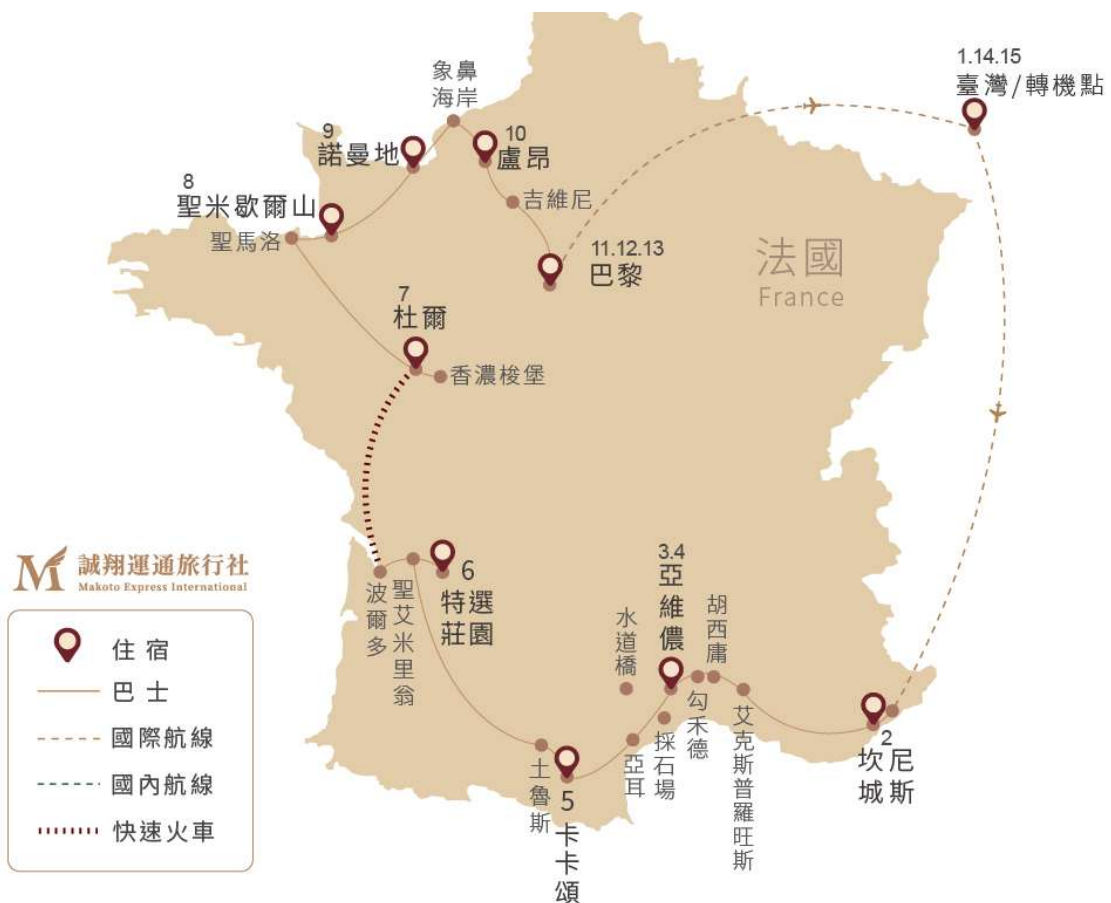 象鼻
海岸
1.14.15
臺灣/轉機點
9
諾曼地
10
盧昂
8
聖米歇爾山
聖馬洛
吉維尼
11.12.13
巴黎
法國
France
7
杜爾
香濃梭堡
誠翔運通旅行社
Makoto Express International
住宿
巴士
國際航線
國內航線
快速火車
波爾多
聖艾米里翁
6
特選
莊園
土魯斯
5
卡卡頌
水道橋
亞耳
採石場
3.4
亞維儂
勾禾德
胡西庸
艾克斯普羅旺斯
2
坎城
尼斯